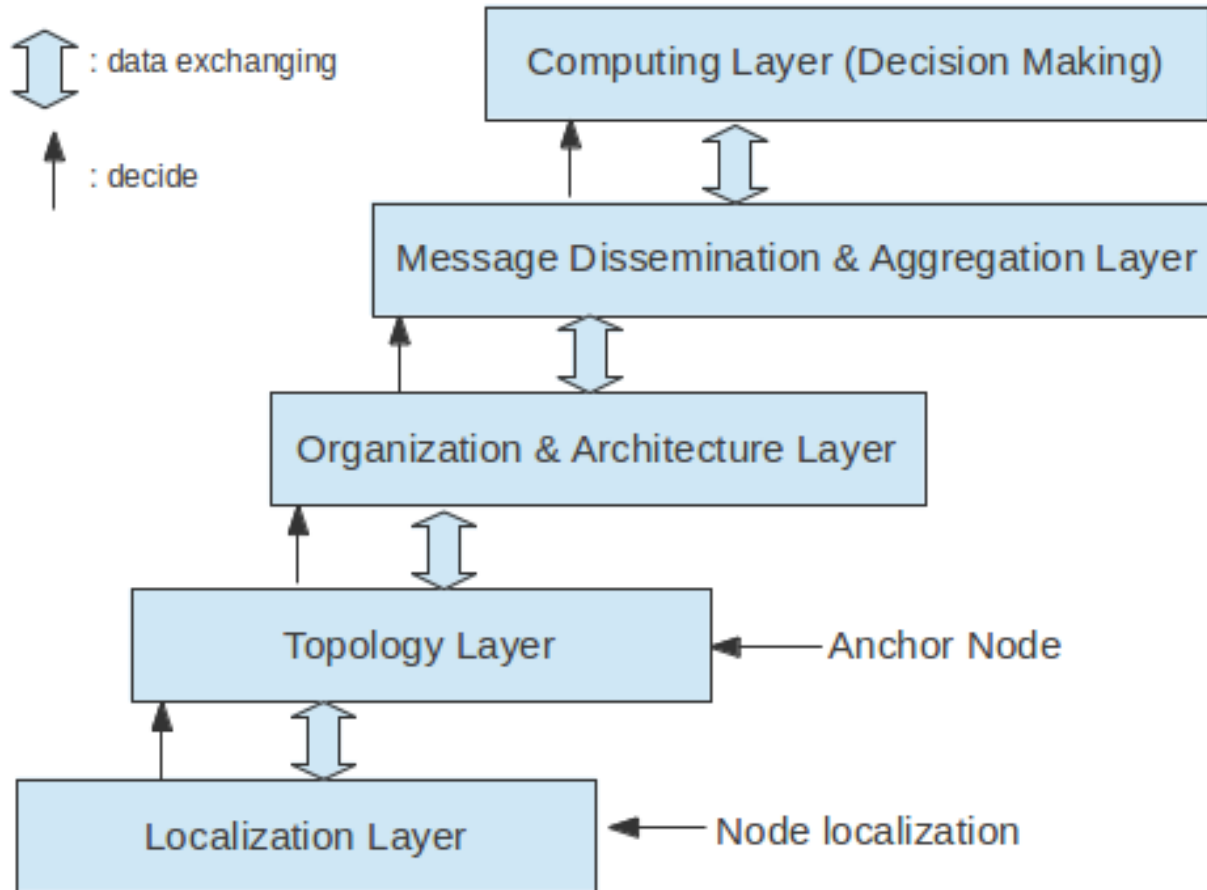 : data exchanging
: decide
Computing Layer (Decision Making)
Message Dissemination & Aggregation Layer
Organization & Architecture Layer
Topology Layer
Anchor Node
Localization Layer
Node localization